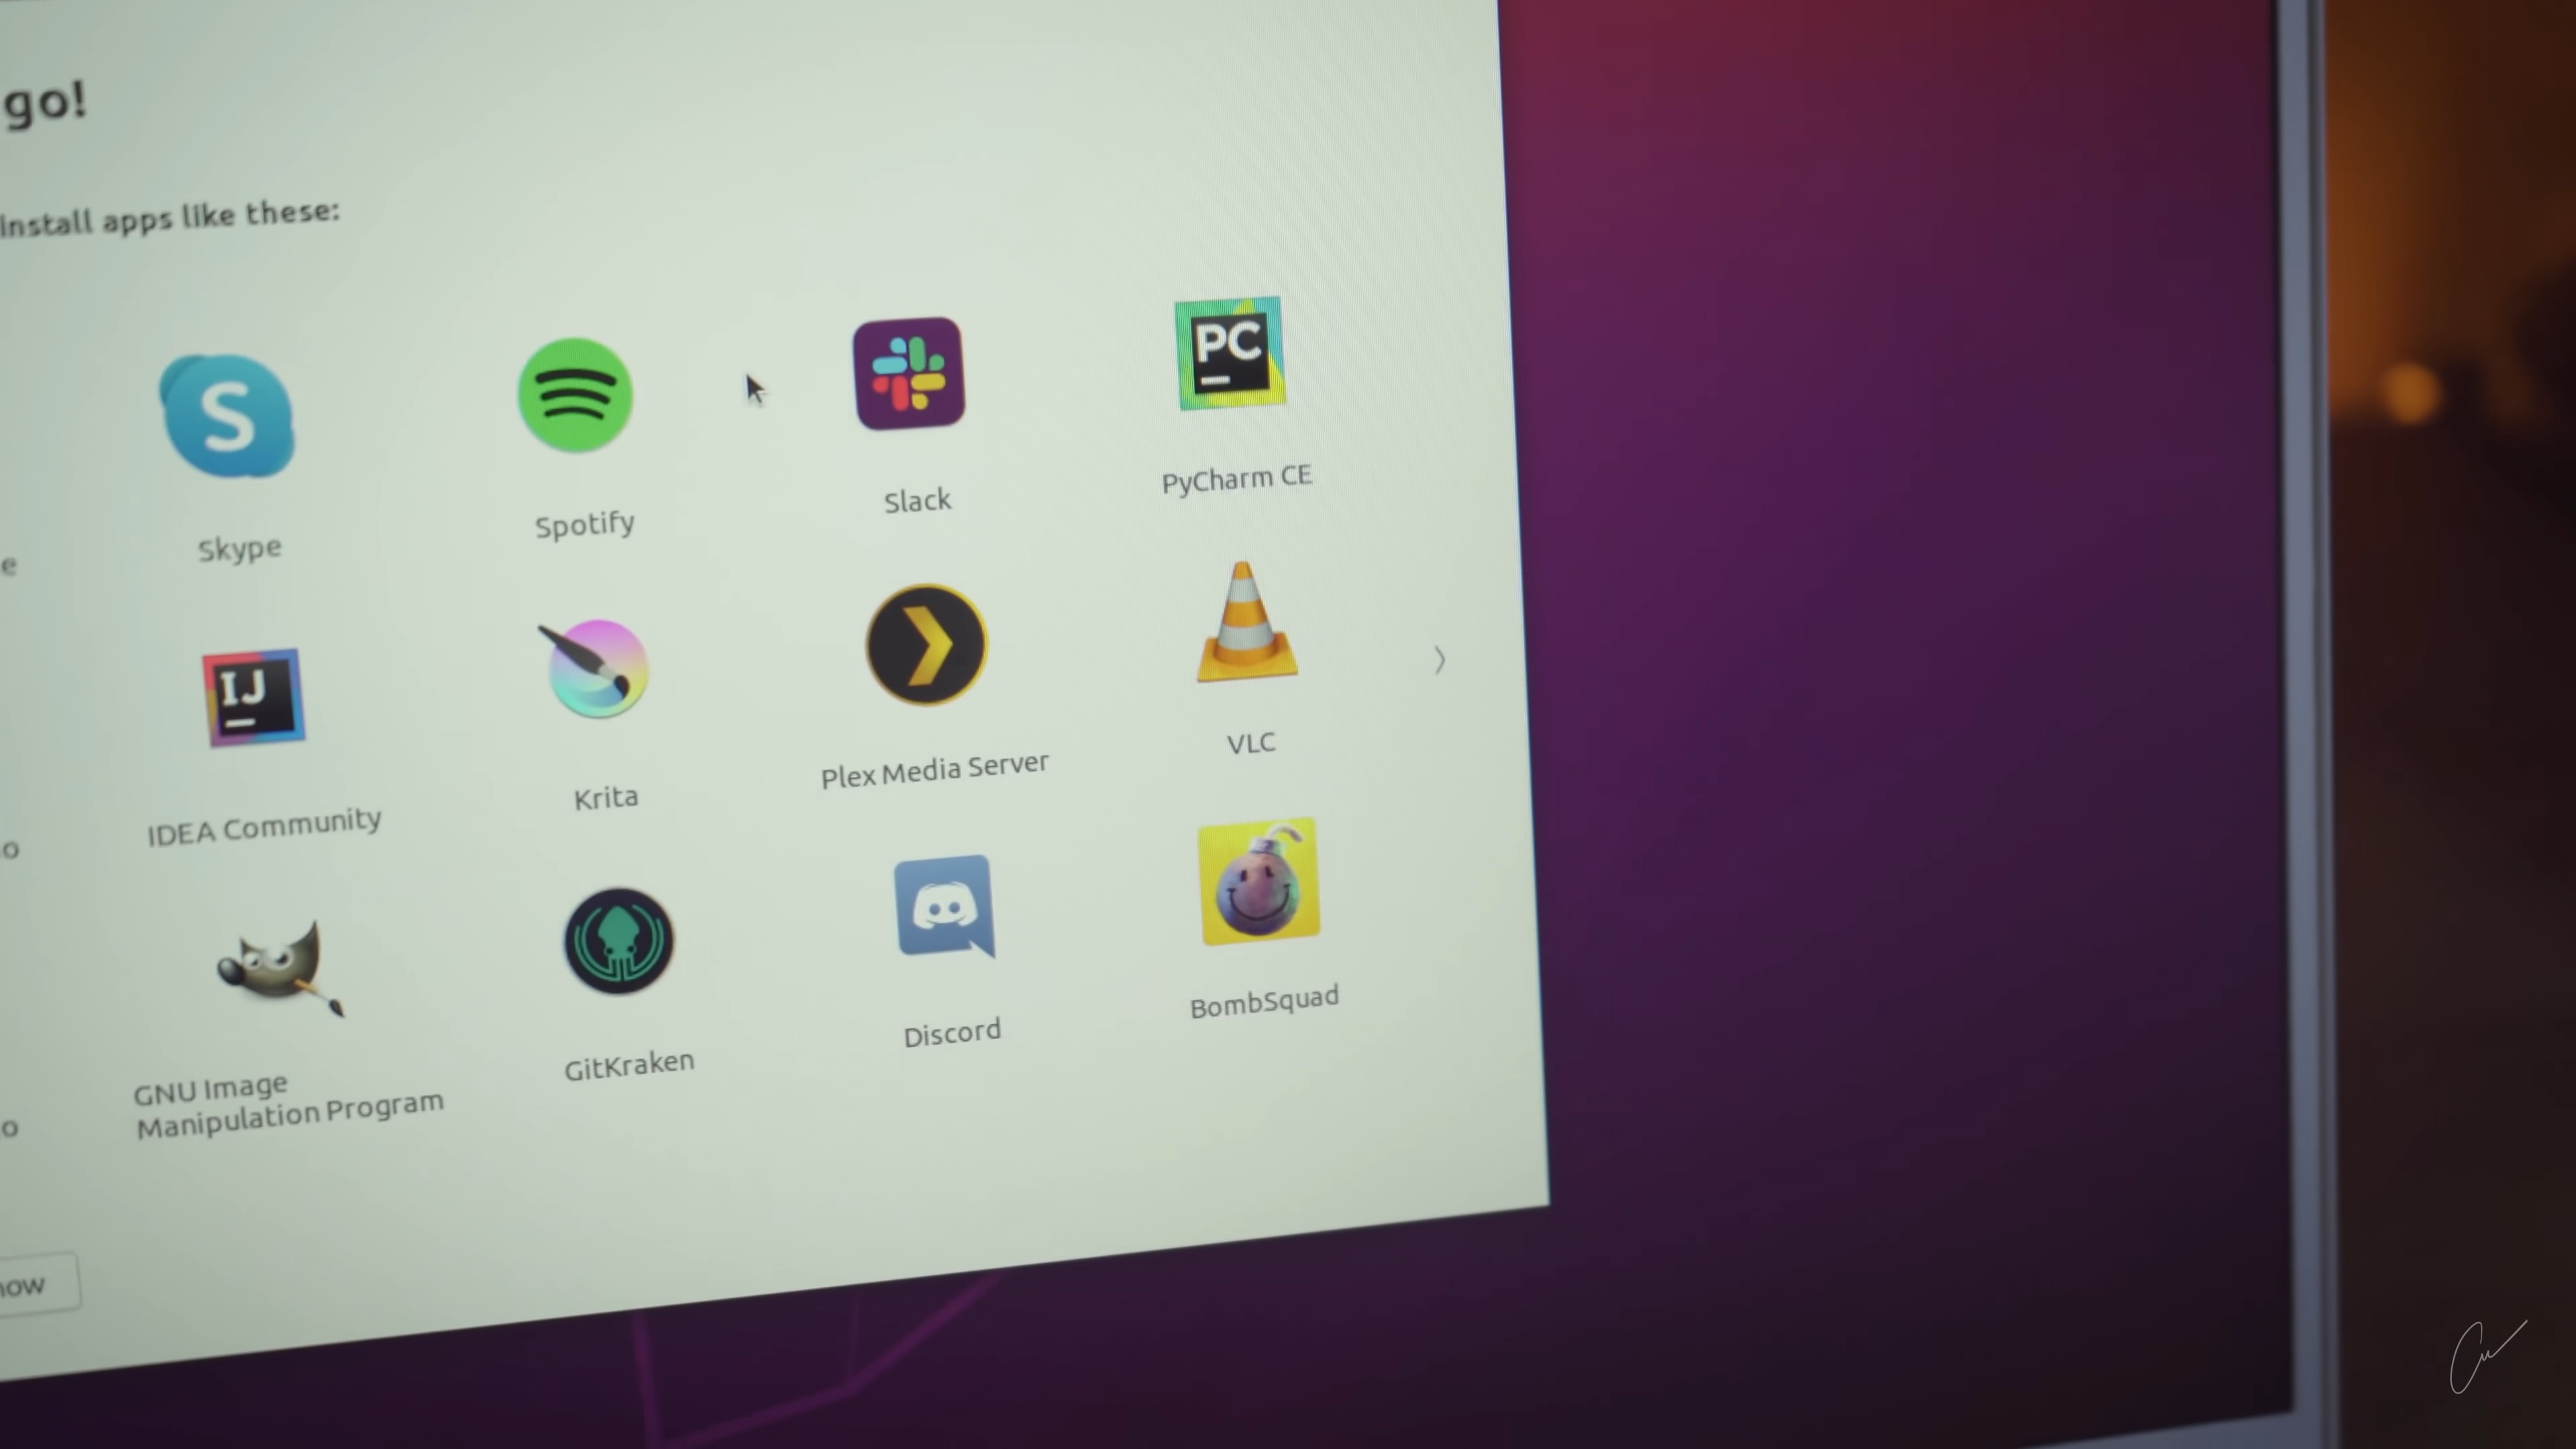 go!
install apps like these:
S
PC
Skype
Spotify
Slack
PyCharm CE
e
IJ
IDEA Community
Krita
Plex Media Server
VLC
o
GNU Image
Manipulation Program
GitKraken
Discord
BombSquad
o
now